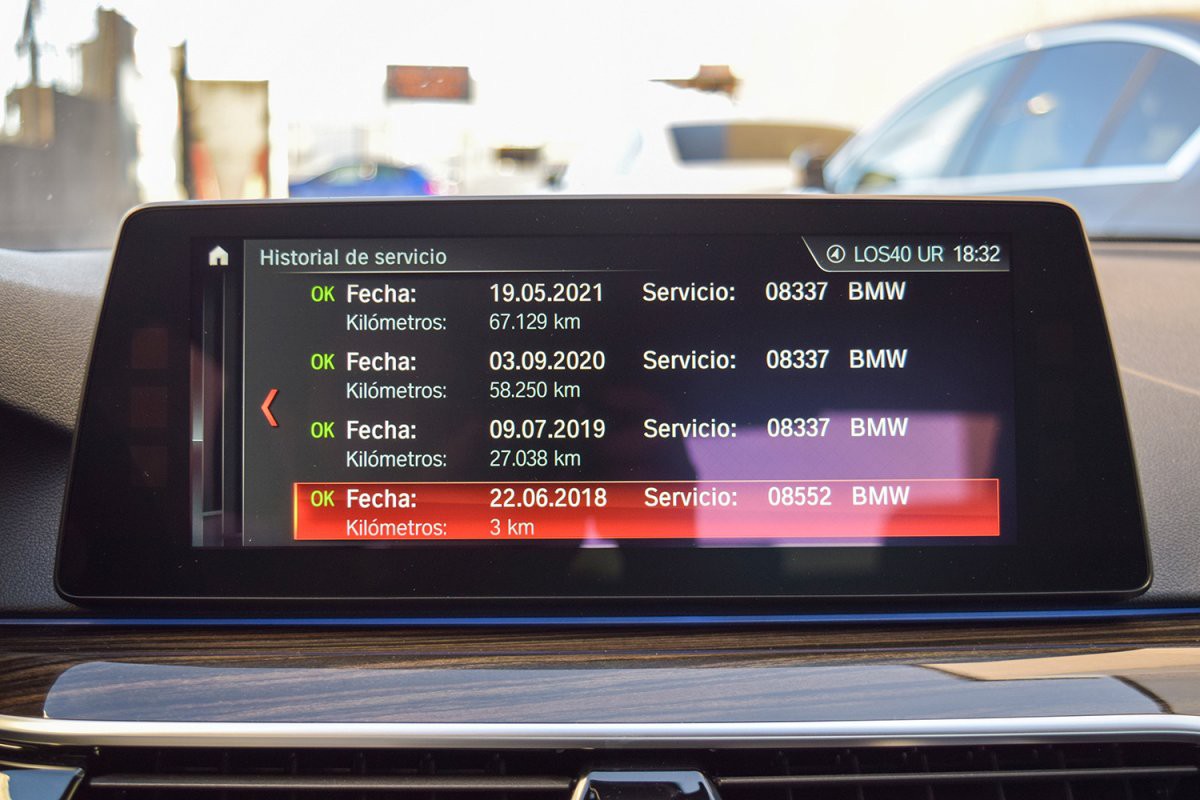 Historial de servicio LOS40 UR 18:32
OK Fecha: 19.05.2021 Servicio: 08337 BMW
Kilómetros: 67.129 km
OK Fecha: 03.09.2020 Servicio: 08337 BMW
Kilómetros: 58.250 km
OK Fecha: 09.07.2019 Servicio: 08337 BMW
Kilómetros: 27.038 km
OK Fecha: 22.06.2018 Servicio: 08552 BMW
Kilómetros: 3 km